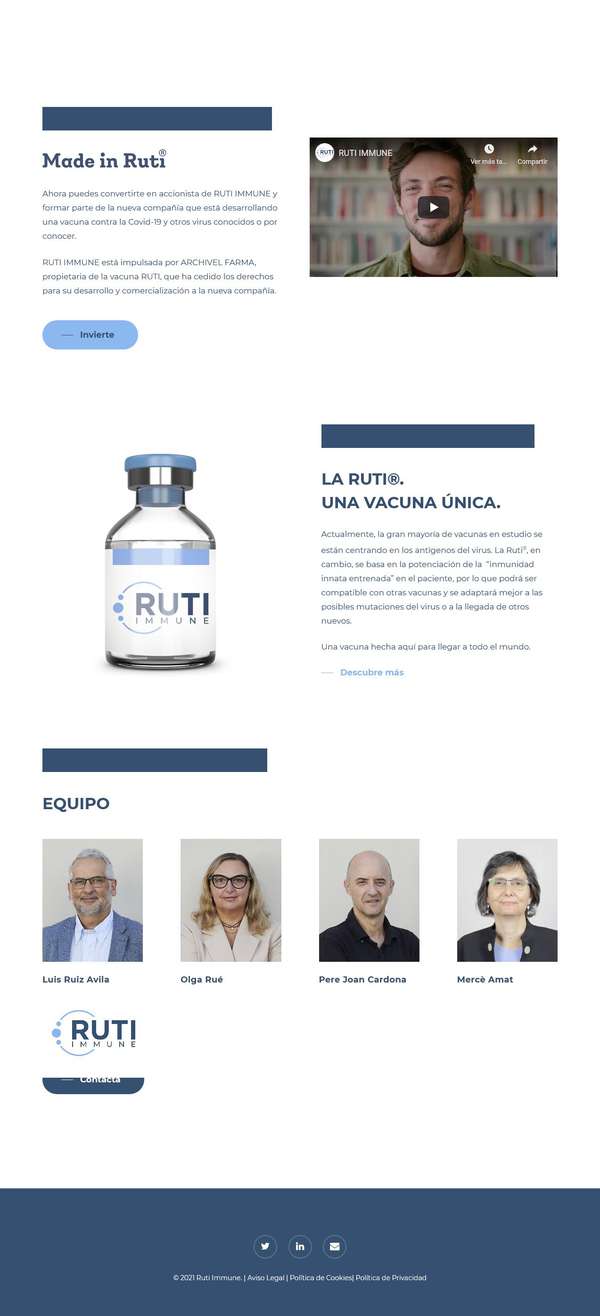 Made in Ruti®
Ahora puedes convertirte en accionista de RUTI IMMUNE y
formar parte de la nueva compañía que está desarrollando
una vacuna contra la Covid-19 y otros virus conocidos o por
conocer.
RUTI IMMUNE está impulsada por ARCHIVEL FARMA,
propietaria de la vacuna RUTI, que ha cedido los derechos
para su desarrollo y comercialización a la nueva compañía.
Invierte
RUTI
RUTI IMMUNE
Ver más ta...
Compartir
RUTI
IMMUNE
LA RUTI®.
UNA VACUNA ÚNICA.
Actualmente, la gran mayoría de vacunas en estudio se
están centrando en los antígenos del virus. La Ruti®, en
cambio, se basa en la potenciación de la “Inmunidad
innata entrenada” en el paciente, por lo que podrá ser
compatible con otras vacunas y se adaptará mejor a las
posibles mutaciones del virus o a la llegada de otros
nuevos.
Una vacuna hecha aquí para llegar a todo el mundo.
Descubre más
EQUIPO
Luis Ruiz Avila
Olga Rué
Pere Joan Cardona
Mercè Amat
RUTI
IMMUNE
Contacta
© 2021 Ruti Immune. | Aviso Legal | Política de Cookies| Política de Privacidad